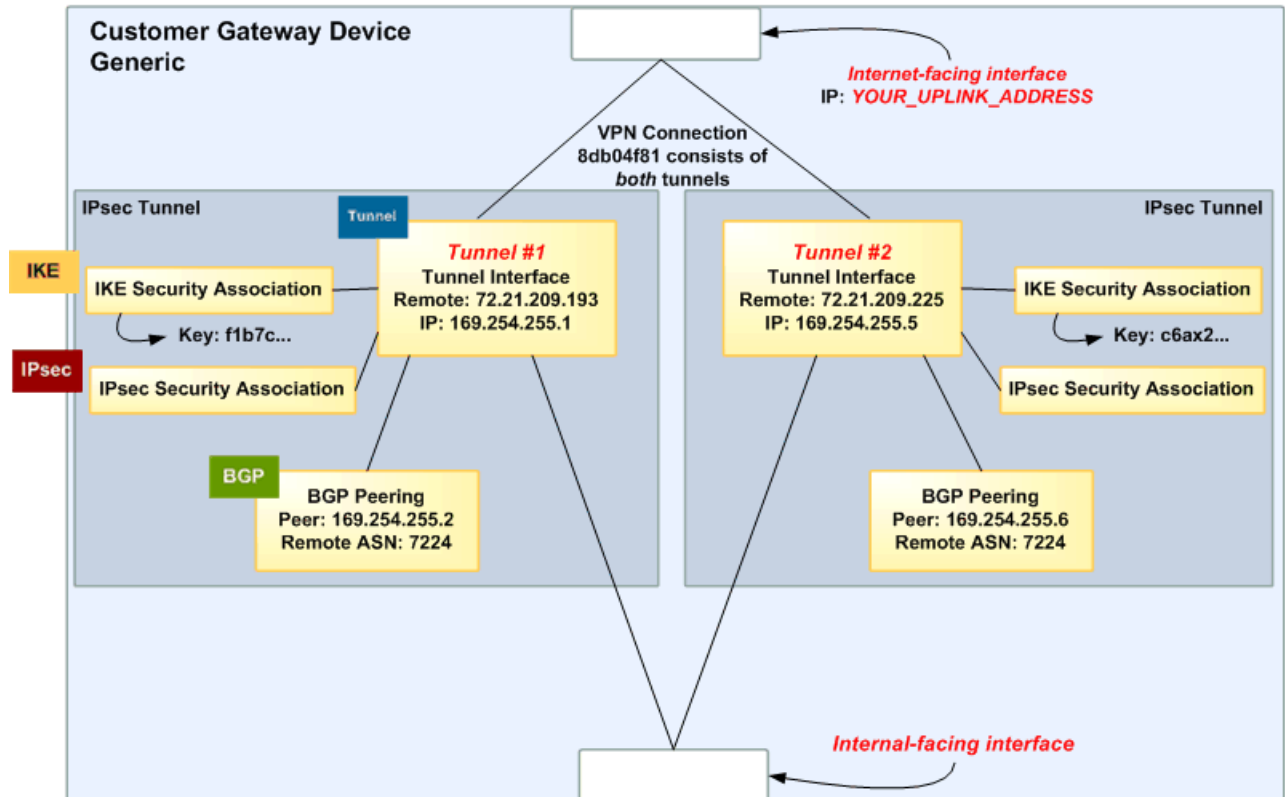 Customer Gateway Device
Generic
Internet-facing interface
IP: YOUR_UPLINK_ADDRESS
VPN Connection
8db04f81 consists of
both tunnels
IPsec Tunnel
Tunnel
Tunnel #1
Tunnel Interface
Remote: 72.21.209.193
IP: 169.254.255.1
IKE
IKE Security Association
Key: f1b7c...
IPsec
IPsec Security Association
BGP
BGP Peering
Peer: 169.254.255.2
Remote ASN: 7224
IPsec Tunnel
Tunnel #2
Tunnel Interface
Remote: 72.21.209.225
IP: 169.254.255.5
IKE Security Association
Key: c6ax2...
IPsec Security Association
BGP Peering
Peer: 169.254.255.6
Remote ASN: 7224
Internal-facing interface